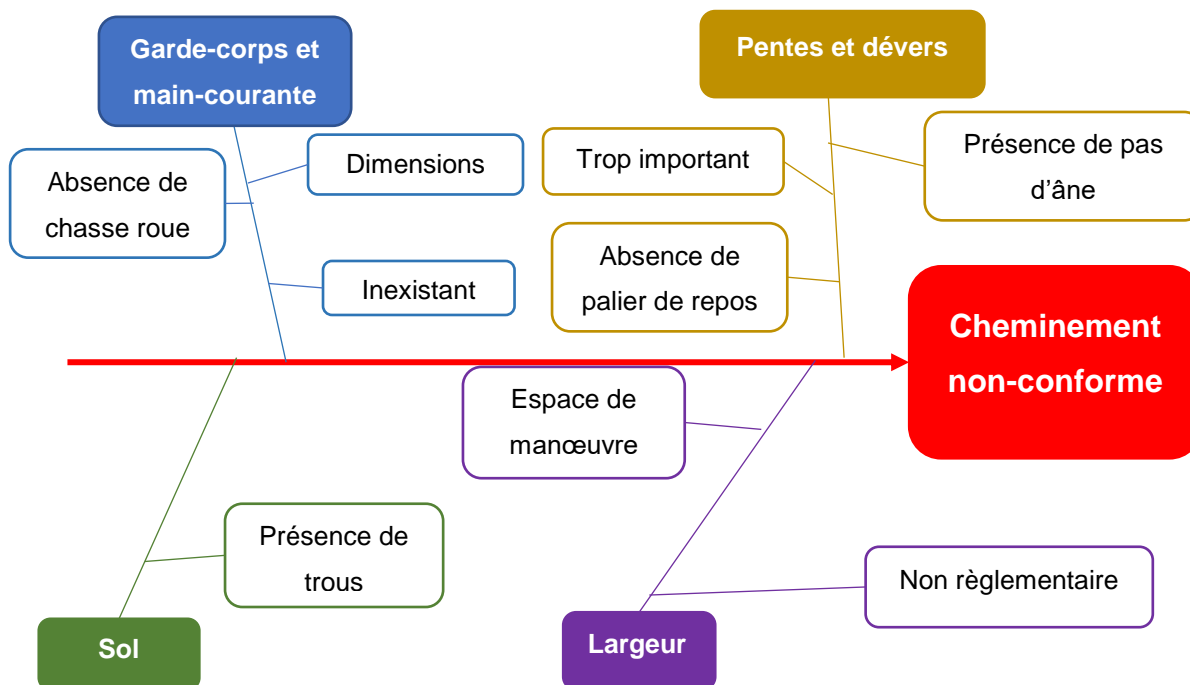 Garde-corps et
main-courante
Pentes et dévers
Absence de
chasse roue
Dimensions
Inexistant
Trop important
Présence de pas
d’âne
Absence de
palier de repos
Cheminement
non-conforme
Espace de
manœuvre
Présence de
trous
Non règlementaire
Sol
Largeur